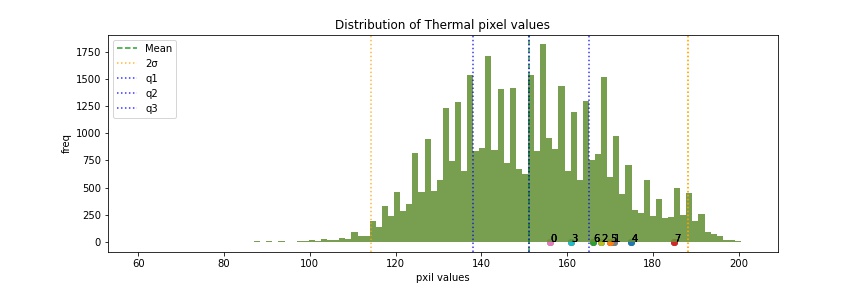 Distribution of Thermal pixel values
Mean
2σ
q1
q2
q3
freq
1750
1500
1250
1000
750
500
250
0
0 3 6 2 5 1 4 7
60 80 100 120 140 160 180 200
pxil values